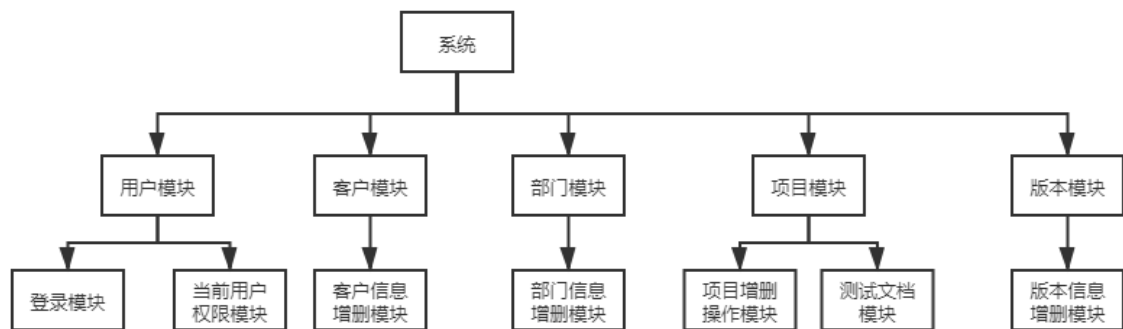 系统
用户模块
客户模块
部门模块
项目模块
版本模块
登录模块
当前用户
权限模块
客户信息
增删模块
部门信息
增删模块
项目增删
操作模块
测试文档
模块
版本信息
增删模块